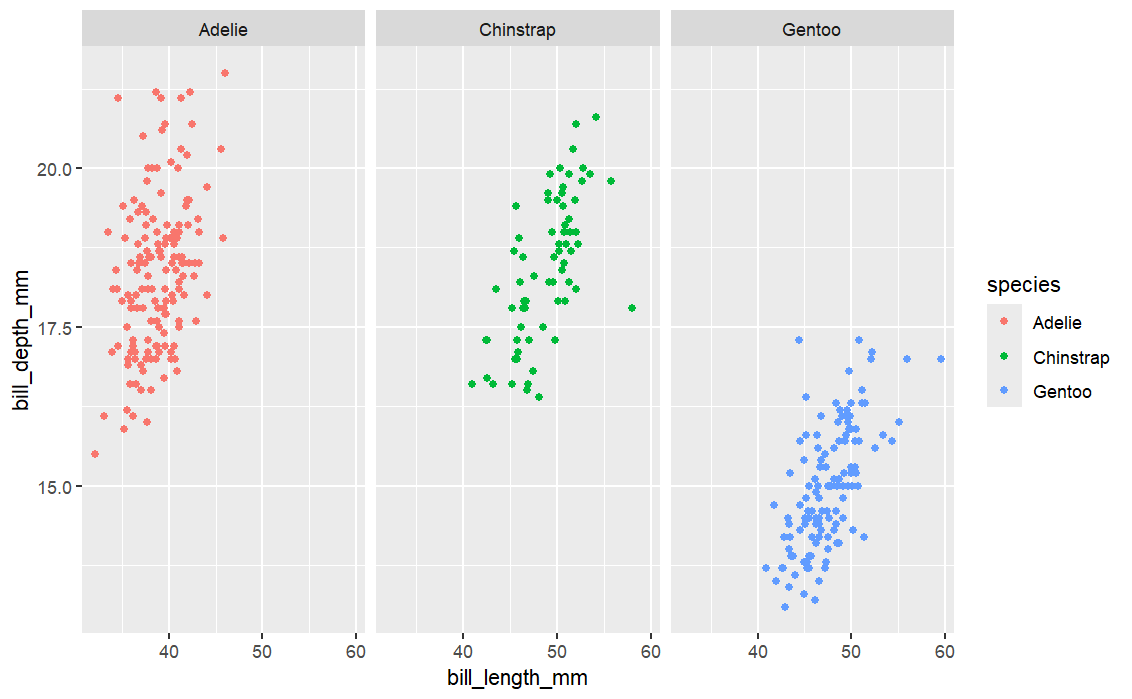 Adelie Chinstrap Gentoo
20.0
17.5
15.0
bill_depth_mm
40 50 60 40 50 60 40 50 60
bill_length_mm
species
Adelie
Chinstrap
Gentoo